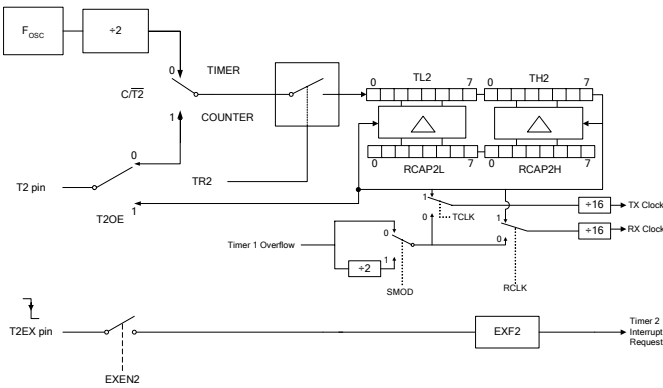 FOSC
÷2
0
TIMER
C/T2
1
COUNTER
0
TL2
7
0
TH2
7
0
RCAP2L
7
0
RCAP2H
7
TR2
0
T2 pin
T2OE
1
1
TCLK
0
÷16
TX Clock
1
0
÷16
RX Clock
RCLK
Timer 1 Overflow
0
1
÷2
SMOD
T2EX pin
EXEN2
EXF2
Timer 2
Interrupt
Request